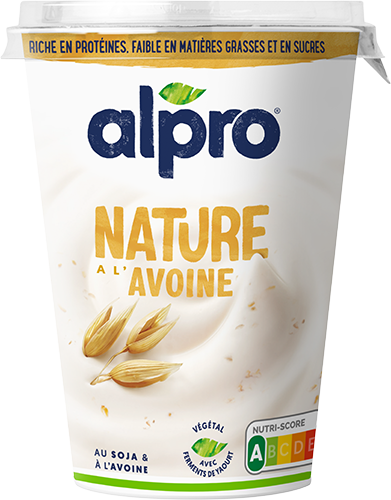 RICHE EN PROTÉINES, FAIBLE EN MATIÈRES GRASSES ET EN SUCRES
alpro®
NATURE
A L'AVOINE
AU SOJA &
À L'AVOINE
VÉGÉTAL
AVEC
FERMENTS DE YAOURT
NUTRI-SCORE
A B C D E